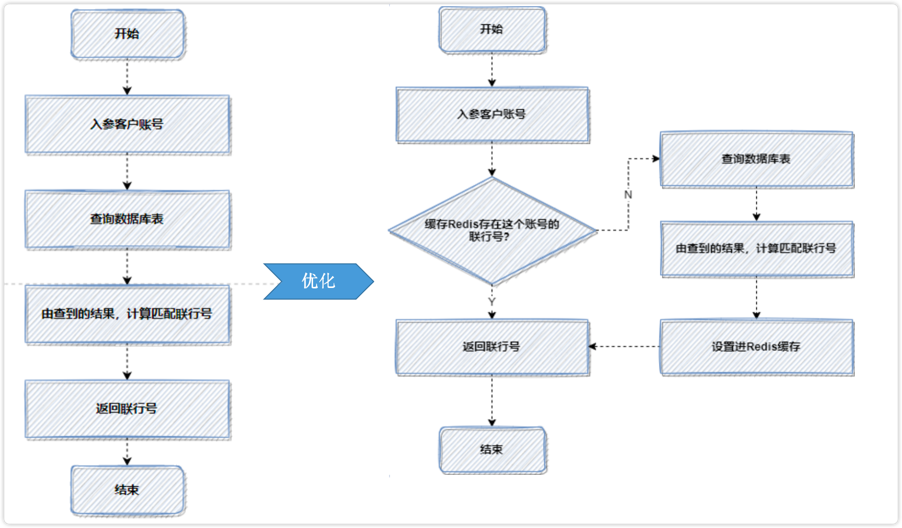 开始
入参客户账号
查询数据库表
由查到的结果，计算匹配联行号
返回联行号
结束
优化
开始
入参客户账号
缓存Redis存在这个账号的
联行号?
N
Y
查询数据库表
由查到的结果，计算匹配联行号
设置进Redis缓存
返回联行号
结束